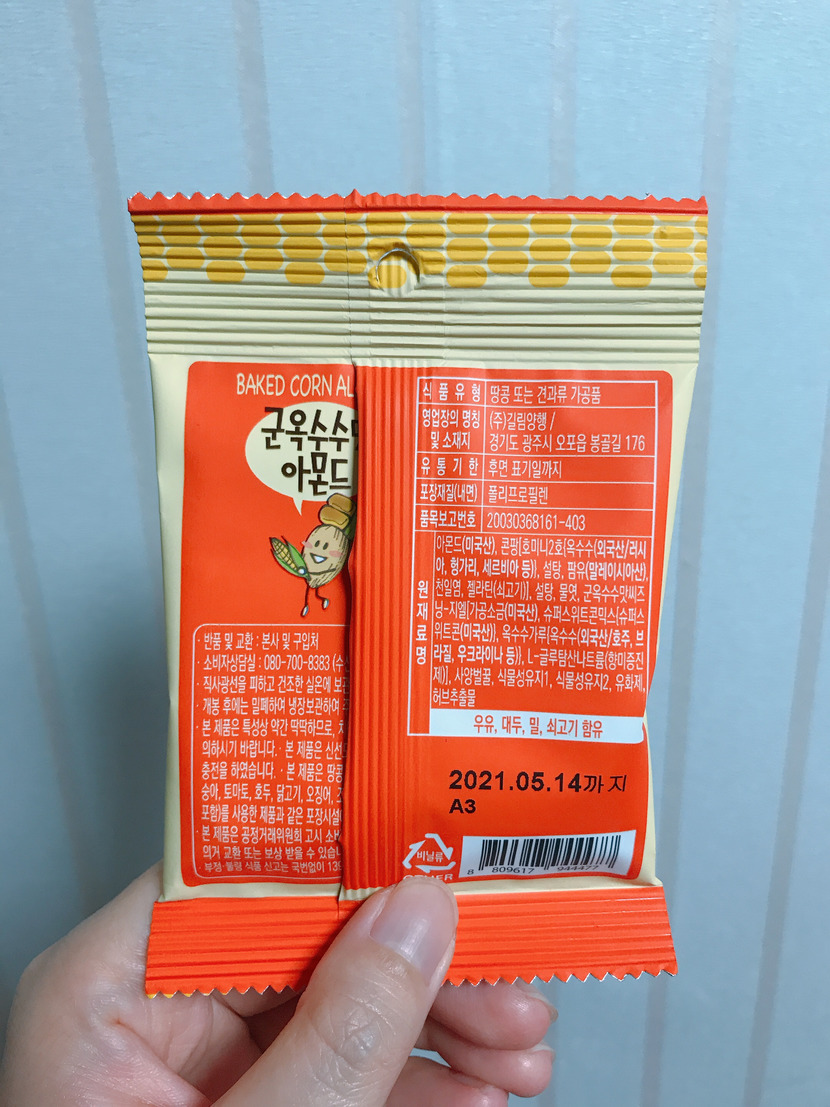 BAKED CORN AL
군옥수수맛
아몬드
· 반품 및 교환 : 본사 및 구입처
· 소비자상담실 : 080-700-8383 (수신
· 직사광선을 피하고 건조한 실온에 보관
· 개봉 후에는 밀폐하여 냉장보관하여
· 본 제품은 특성상 약간 딱딱하므로, 치
의하시기 바랍니다. · 본 제품은 신선도
충전을 하였습니다. · 본 제품은 땅콩
숭아, 토마토, 호두, 닭고기, 오징어, 조
포함)를 사용한 제품과 같은 포장시설에
· 본 제품은 공정거래위원회 고시 소비
의거 교환 또는 보상 받을 수 있습니
부정·불량 식품 신고는 국번없이 139
식품유형 땅콩 또는 견과류 가공품
영업장의 명칭 (주)길림양행 /
및 소재지 경기도 광주시 오포읍 봉골길 176
유통기한 후면 표기일까지
포장재질(내면) 폴리프로필렌
품목보고번호 20030368161-403
원재료명
아몬드(미국산), 콘팡[호미니2호{옥수수(외국산/러시
아, 헝가리, 세르비아 등)}, 설탕, 팜유(말레이시아산),
천일염, 젤라틴(쇠고기)], 설탕, 물엿, 군옥수수맛씨즈
닝-지엘[가공소금(미국산), 슈퍼스위트콘믹스{슈퍼스
위트콘(미국산)}, 옥수수가루{옥수수(외국산/호주, 브
라질, 우크라이나 등)}, L-글루탐산나트륨(향미증진
제)], 사양벌꿀, 식물성유지1, 식물성유지2, 유화제,
허브추출물
우유, 대두, 밀, 쇠고기 함유
2021.05.14까지
A3
비닐류
OTHER
8 809617 944477